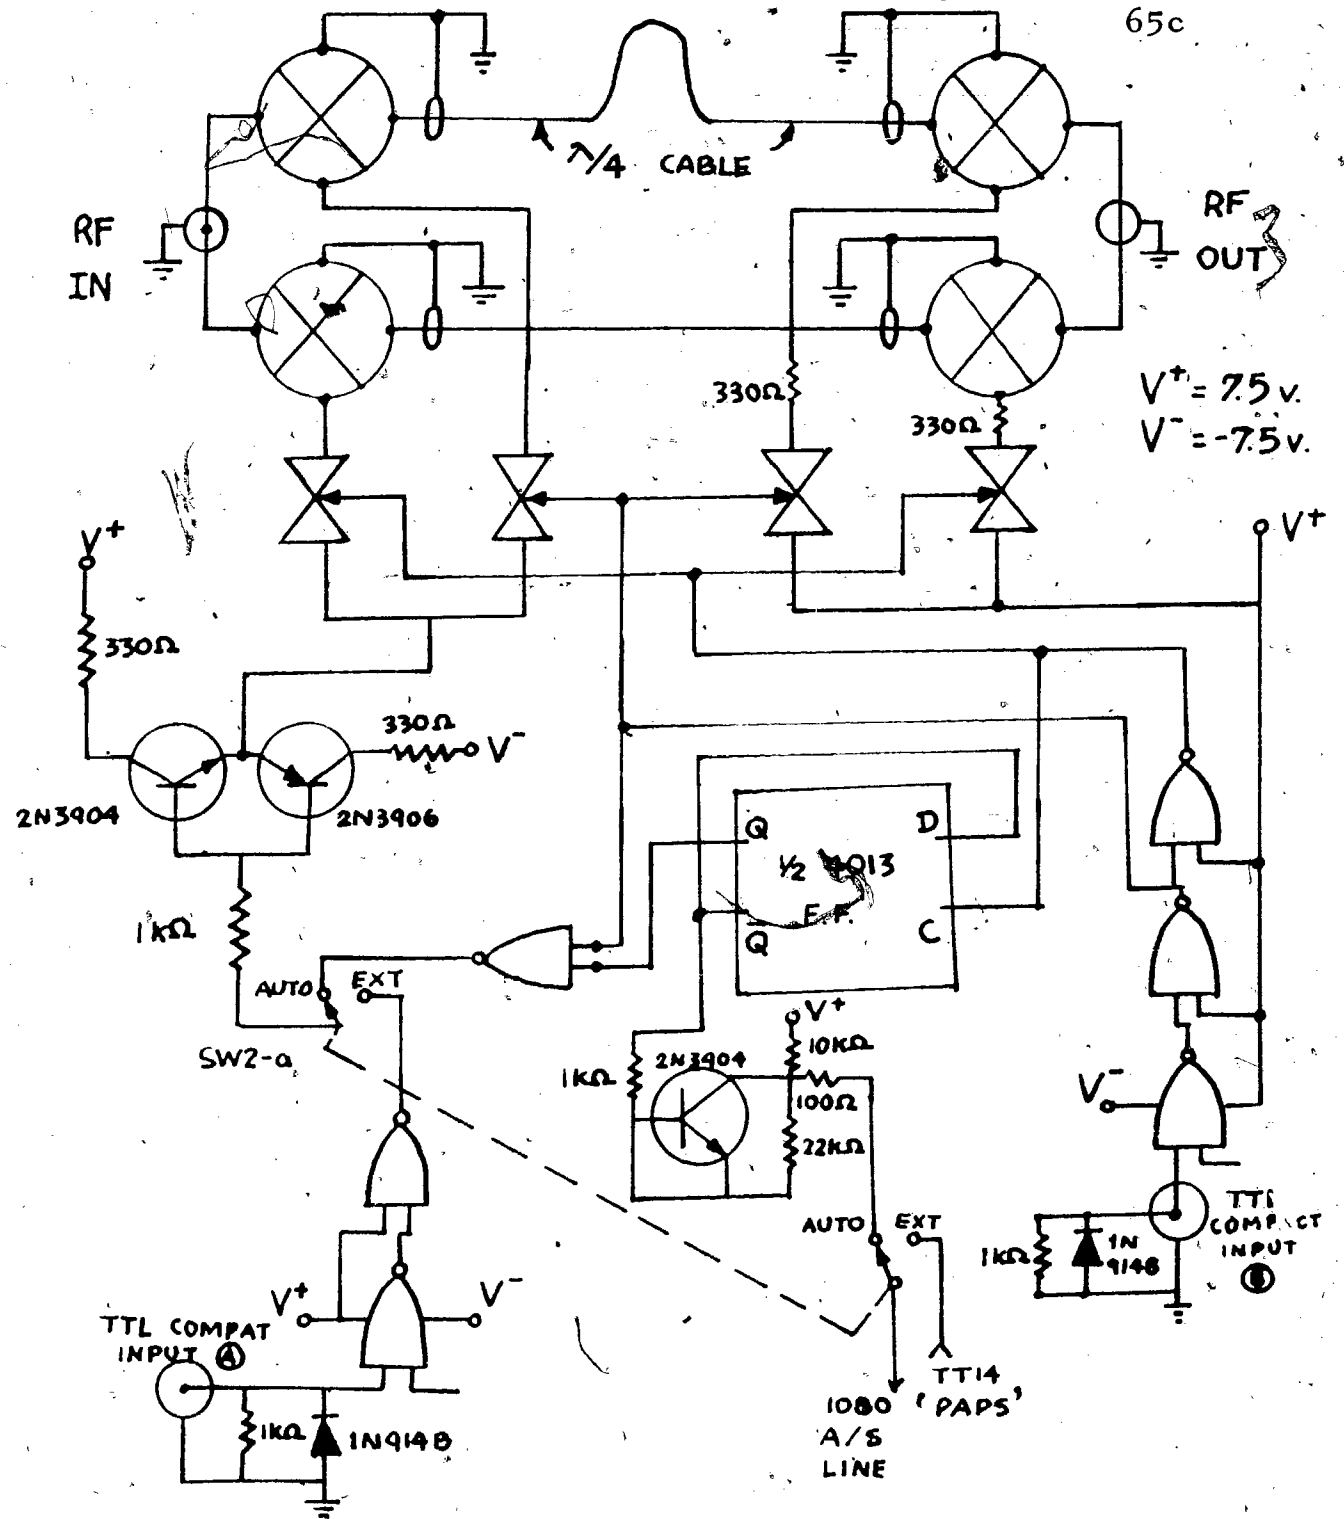 65c
λ/4 CABLE
RF
IN
RF
OUT
330Ω
330Ω
V+ = 7.5 v.
V- = -7.5 v.
V+
V+
330Ω
330Ω
V-
2N3904
2N3906
Q
D
1/2 4013
F.F.
Q̅
C
1kΩ
AUTO
EXT
SW2-a
V+
10kΩ
2N3904
1kΩ
100Ω
22kΩ
V-
AUTO
EXT
TTL COMPAT
INPUT A
V+
V-
1kΩ
1N914B
1kΩ
1N
914B
COMPCT
INPUT
B
TT14
1080 'PAPS'
A/S
LINE